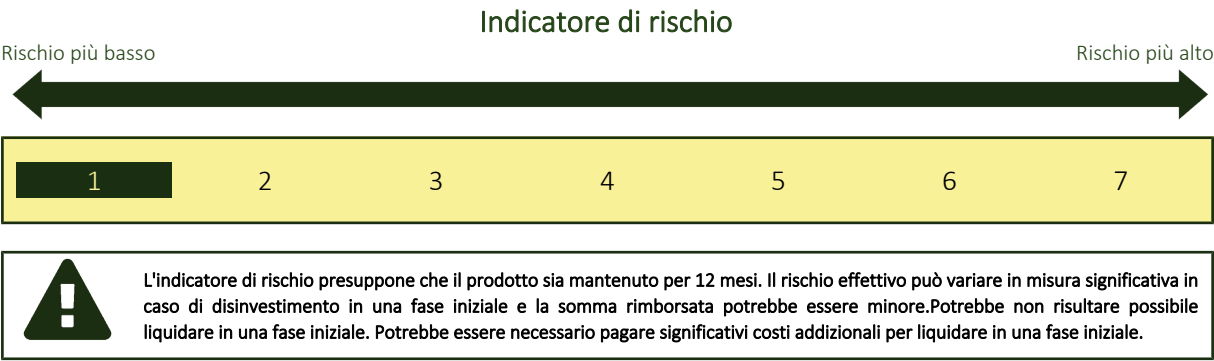 Indicatore di rischio
Rischio più basso Rischio più alto
1 2 3 4 5 6 7
L'indicatore di rischio presuppone che il prodotto sia mantenuto per 12 mesi. Il rischio effettivo può variare in misura significativa in
caso di disinvestimento in una fase iniziale e la somma rimborsata potrebbe essere minore.Potrebbe non risultare possibile
liquidare in una fase iniziale. Potrebbe essere necessario pagare significativi costi addizionali per liquidare in una fase iniziale.